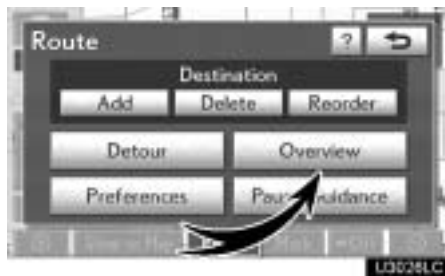 Route ?
Destination
Add Delete Reorder
Detour Overview
Preferences
U3026LC